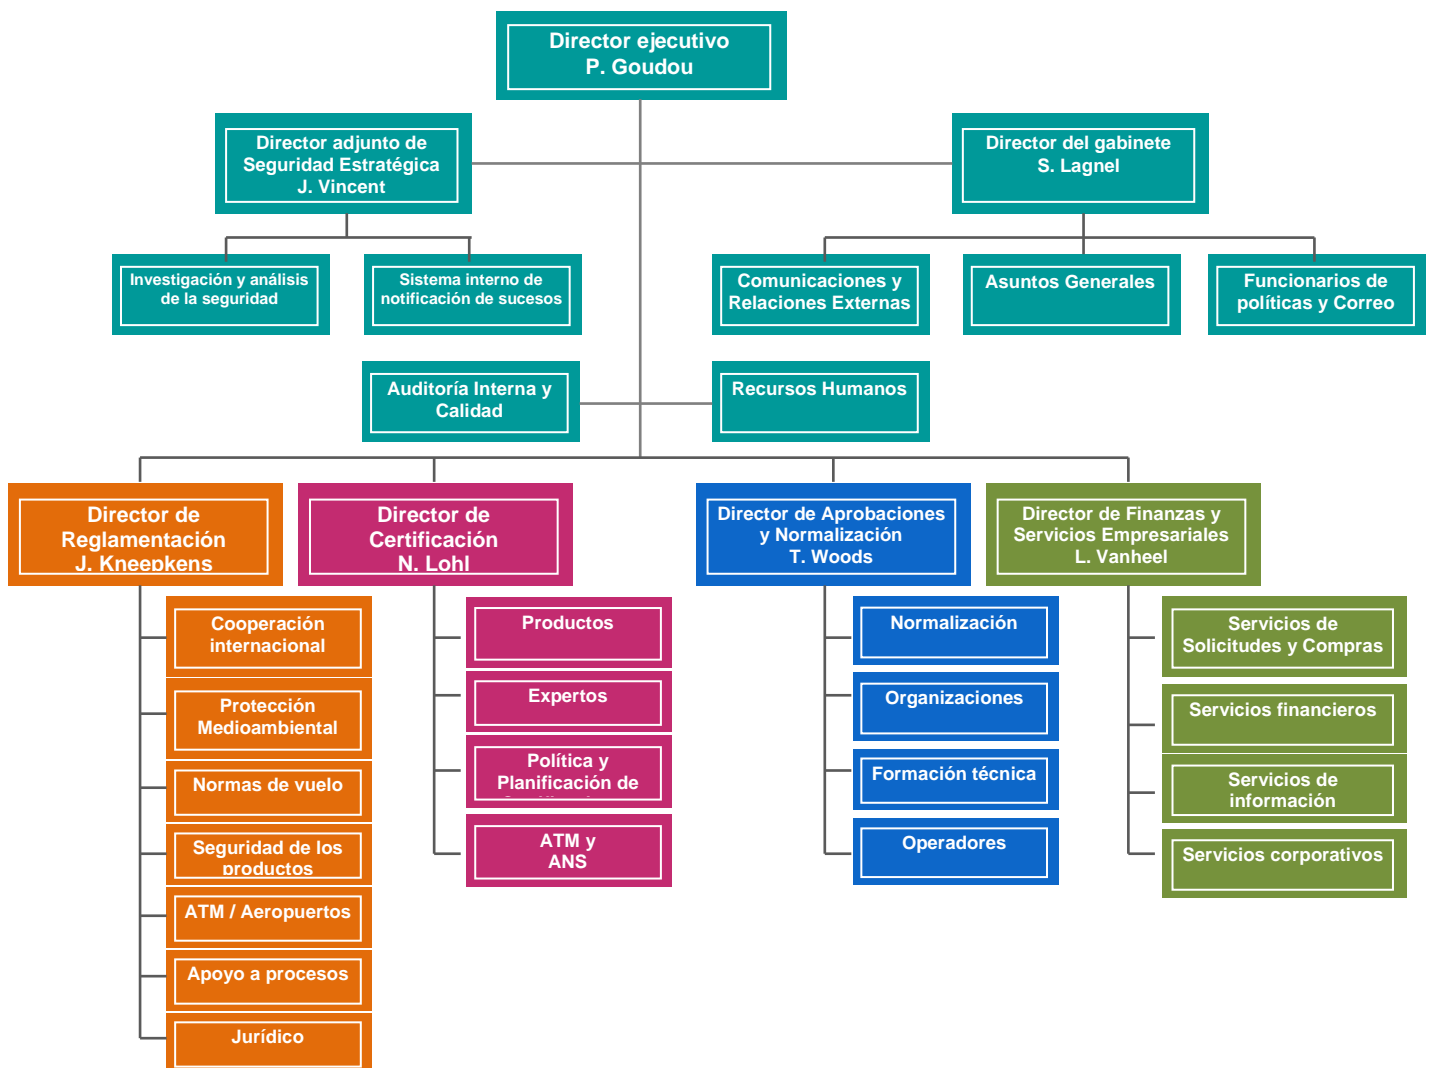 Director ejecutivo
P. Goudou
Director adjunto de
Seguridad Estratégica
J. Vincent
Director del gabinete
S. Lagnel
Investigación y análisis
de la seguridad
Sistema interno de
notificación de sucesos
Comunicaciones y
Relaciones Externas
Asuntos Generales
Funcionarios de
políticas y Correo
Auditoría Interna y
Calidad
Recursos Humanos
Director de
Reglamentación
J. Kneepkens
Director de
Certificación
N. Lohl
Director de Aprobaciones
y Normalización
T. Woods
Director de Finanzas y
Servicios Empresariales
L. Vanheel
Cooperación
internacional
Protección
Medioambiental
Normas de vuelo
Seguridad de los
productos
ATM / Aeropuertos
Apoyo a procesos
Jurídico
Productos
Expertos
Política y
Planificación de
ATM y
ANS
Normalización
Organizaciones
Formación técnica
Operadores
Servicios de
Solicitudes y Compras
Servicios financieros
Servicios de
información
Servicios corporativos